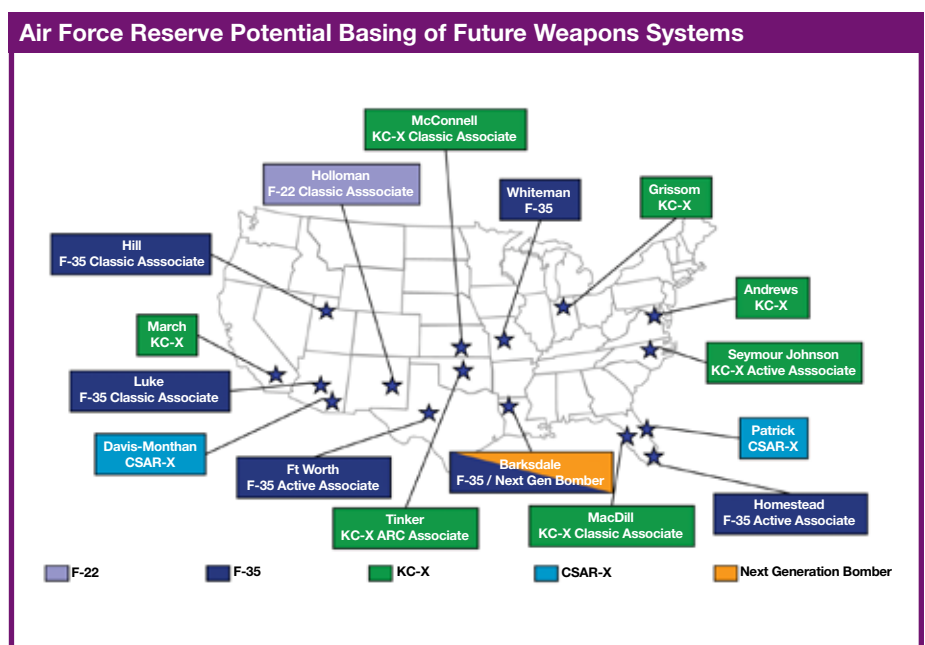 Air Force Reserve Potential Basing of Future Weapons Systems
McConnell
KC-X Classic Associate
Holloman
F-22 Classic Asssociate
Whiteman
F-35
Grissom
KC-X
Hill
F-35 Classic Asssociate
Andrews
KC-X
March
KC-X
Seymour Johnson
KC-X Active Asssociate
Luke
F-35 Classic Associate
Patrick
CSAR-X
Davis-Monthan
CSAR-X
Ft Worth
F-35 Active Associate
Barksdale
F-35 / Next Gen Bomber
Homestead
F-35 Active Associate
Tinker
KC-X ARC Associate
MacDill
KC-X Classic Associate
F-22
F-35
KC-X
CSAR-X
Next Generation Bomber